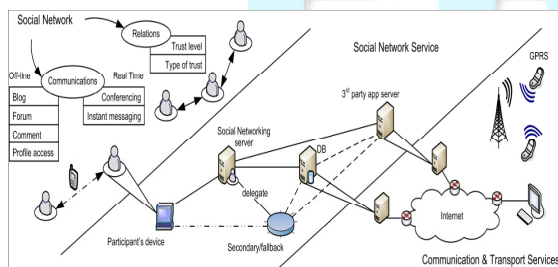 Social Network
Relations
Trust level
Type of trust
Off-line
Communications
Real Time
Blog
Forum
Comment
Profile access
Conferencing
Instant messaging
Social Network Service
GPRS
3rd party app server
Social Networking
server
DB
delegate
Participant's device
Secondary/fallback
Internet
Communication & Transport Services